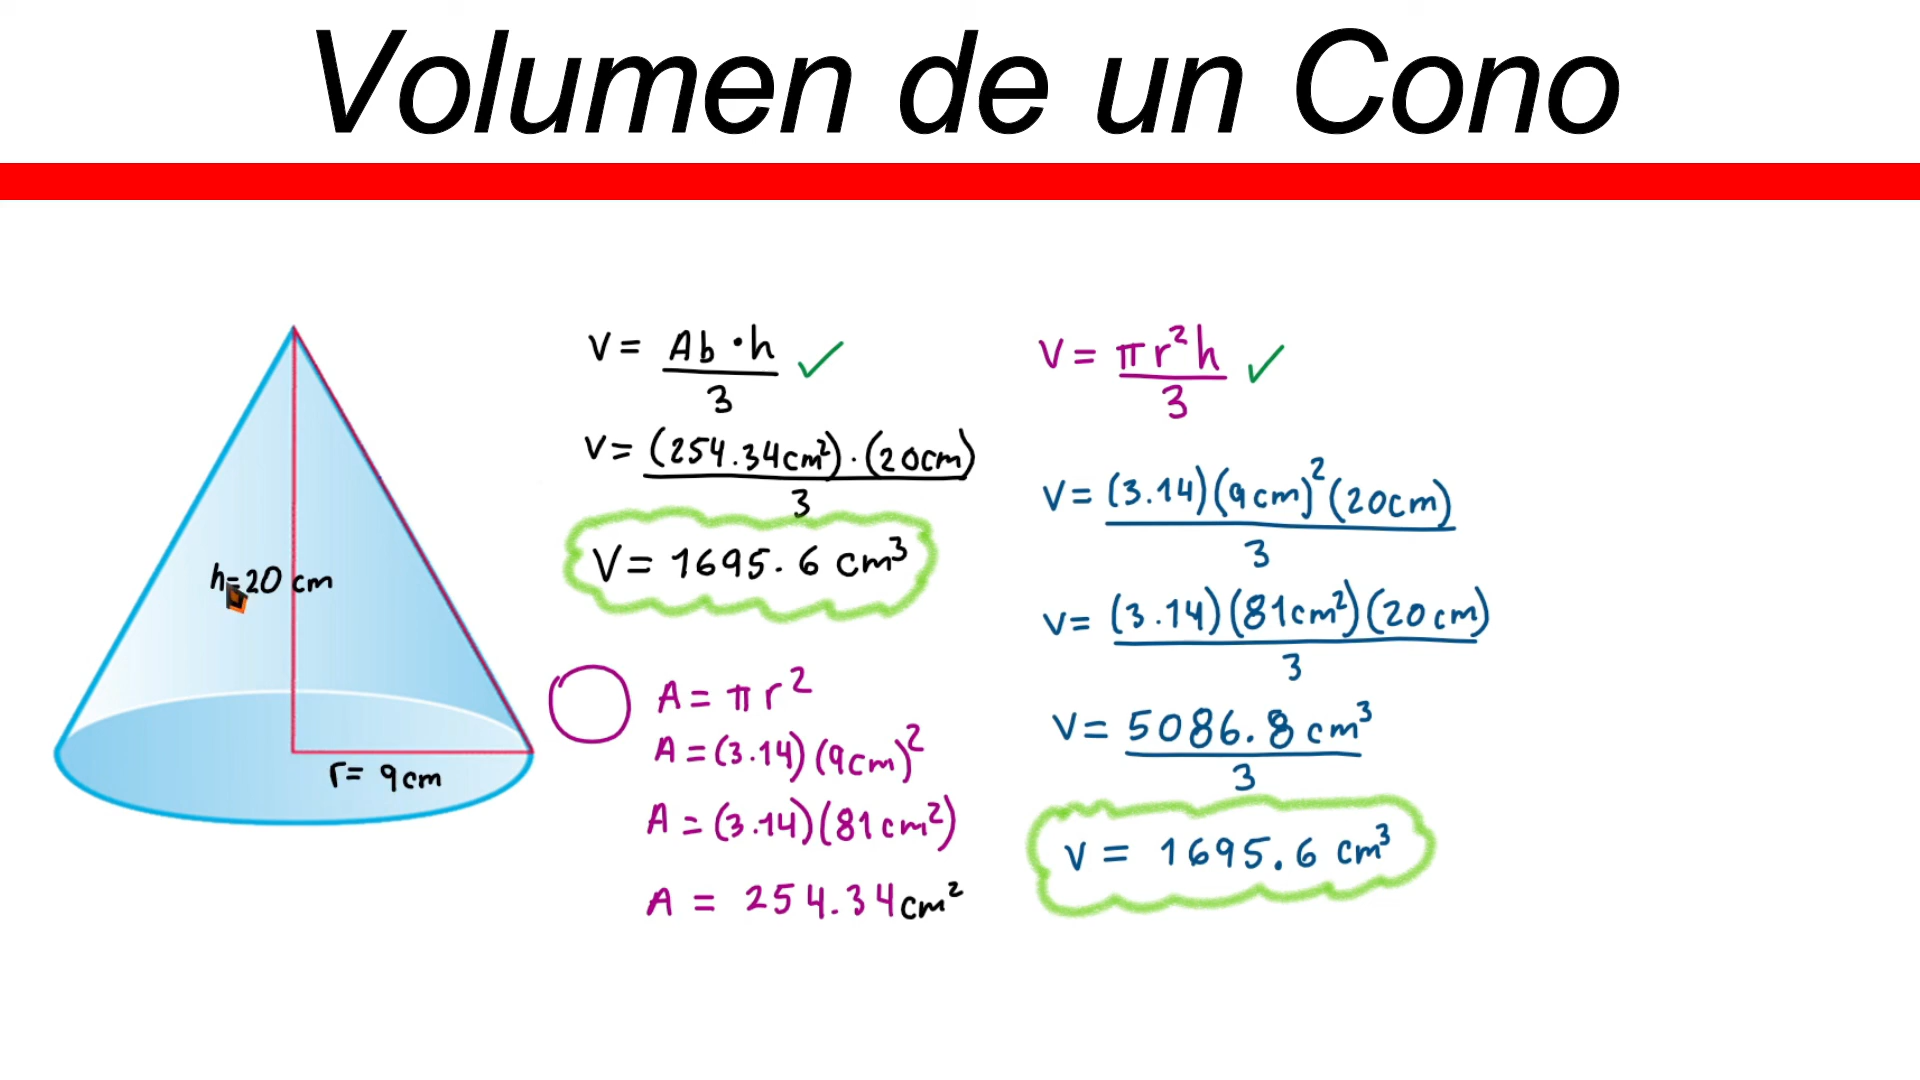 Volumen de un Cono
h=20 cm
r= 9cm
V= Ab·h
3
V= (254.34cm²)·(20cm)
3
V= 1695.6 cm³
A= πr²
A=(3.14)(9cm)²
A=(3.14)(81cm²)
A = 254.34cm²
V= πr²h
3
V= (3.14)(9cm)²(20cm)
3
V= (3.14)(81cm²)(20cm)
3
V= 5086.8 cm³
3
V = 1695.6 cm³